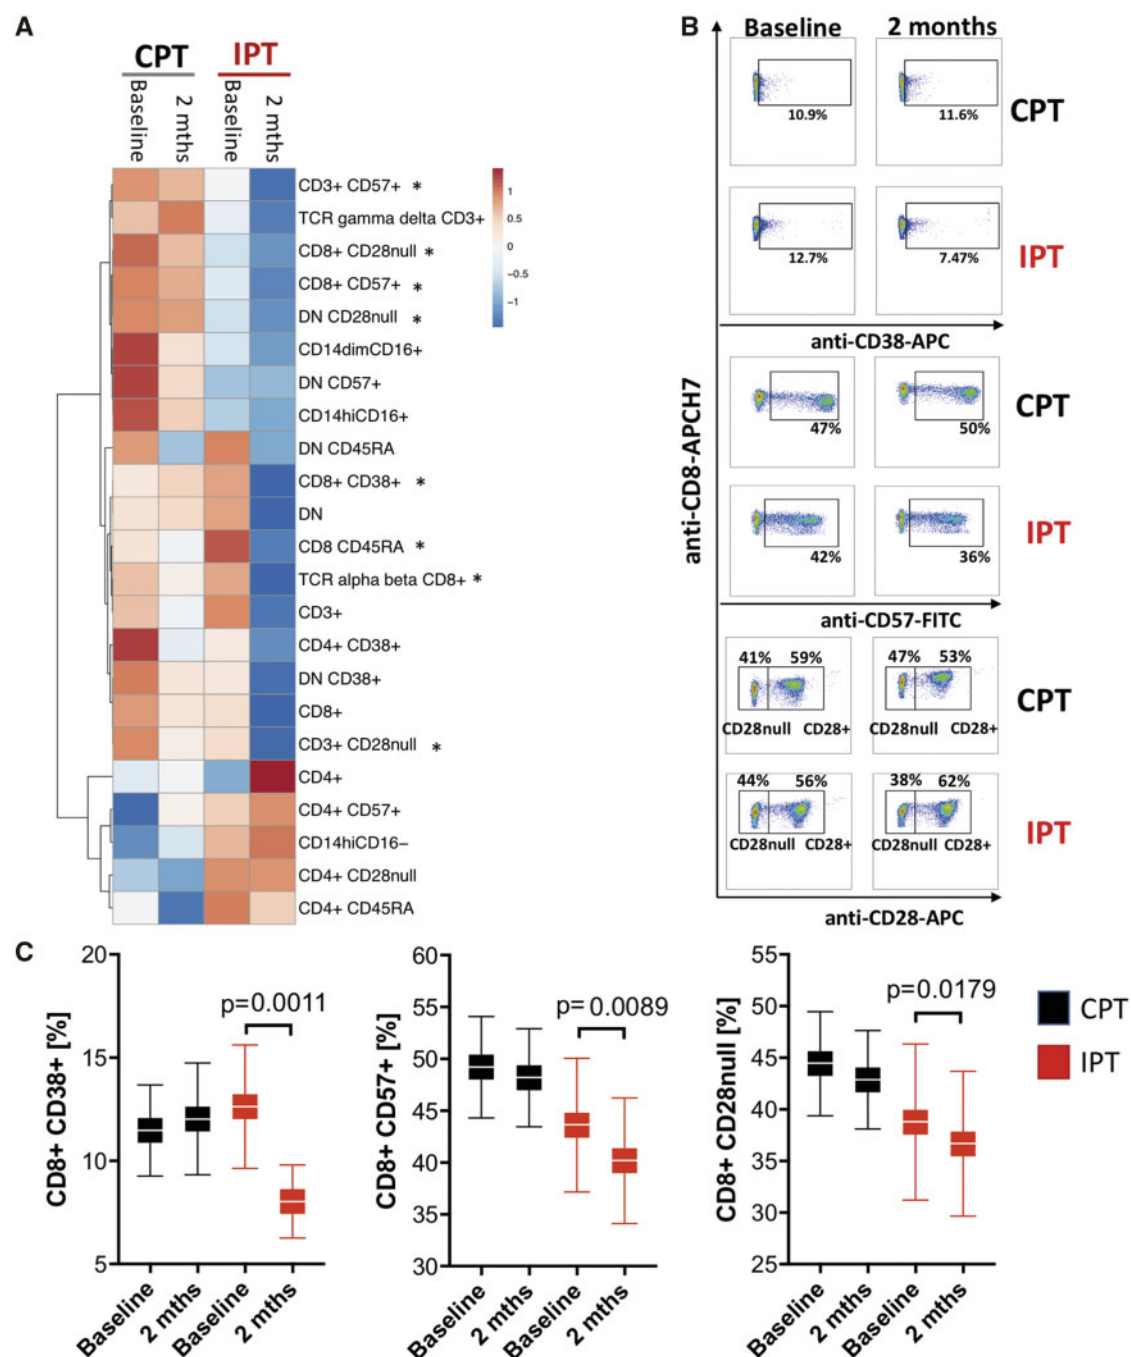 A
CPT
IPT
Baseline
2 mths
Baseline
2 mths
CD3+ CD57+ *
TCR gamma delta CD3+
CD8+ CD28null *
CD8+ CD57+ *
DN CD28null *
CD14dimCD16+
DN CD57+
CD14hiCD16+
DN CD45RA
CD8+ CD38+ *
DN
CD8 CD45RA *
TCR alpha beta CD8+ *
CD3+
CD4+ CD38+
DN CD38+
CD8+
CD3+ CD28null *
CD4+
CD4+ CD57+
CD14hiCD16−
CD4+ CD28null
CD4+ CD45RA
1
0.5
0
−0.5
−1
B
Baseline
2 months
10.9%
11.6%
CPT
12.7%
7.47%
IPT
anti-CD38-APC
47%
50%
CPT
42%
36%
IPT
anti-CD57-FITC
41% 59%
47% 53%
CD28null CD28+
CD28null CD28+
CPT
44% 56%
38% 62%
CD28null CD28+
CD28null CD28+
IPT
anti-CD28-APC
anti-CD8-APCH7
C
CD8+ CD38+ [%]
20
15
10
5
p=0.0011
Baseline
2 mths
Baseline
2 mths
CD8+ CD57+ [%]
60
55
50
45
40
35
30
p= 0.0089
Baseline
2 mths
Baseline
2 mths
CD8+ CD28null [%]
55
50
45
40
35
30
25
p=0.0179
Baseline
2 mths
Baseline
2 mths
CPT
IPT